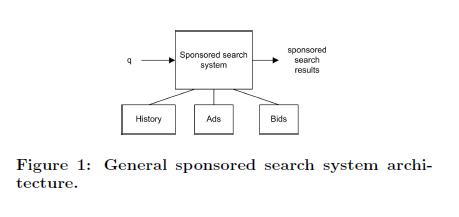 q
Sponsored search
system
sponsored
search
results
History
Ads
Bids
Figure 1: General sponsored search system archi-
tecture.